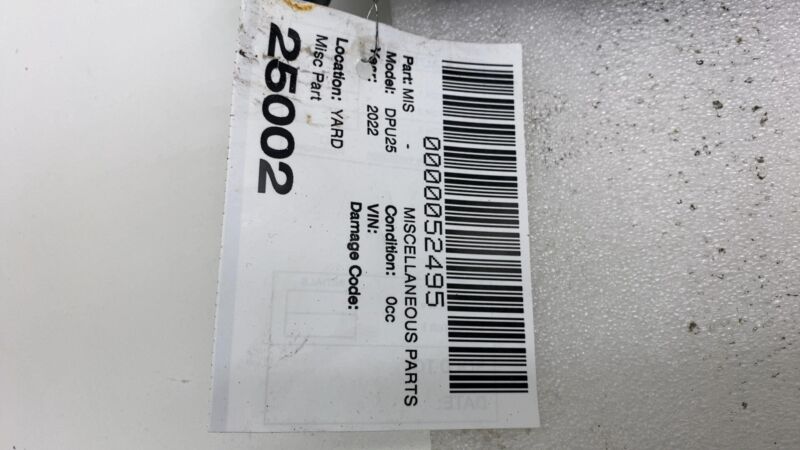 0000052495
Part: MIS - MISCELLANEOUS PARTS
Model: DPU25 Condition: 0cc
Year: 2022 VIN:
Damage Code:
Location: YARD
Misc Part
25002